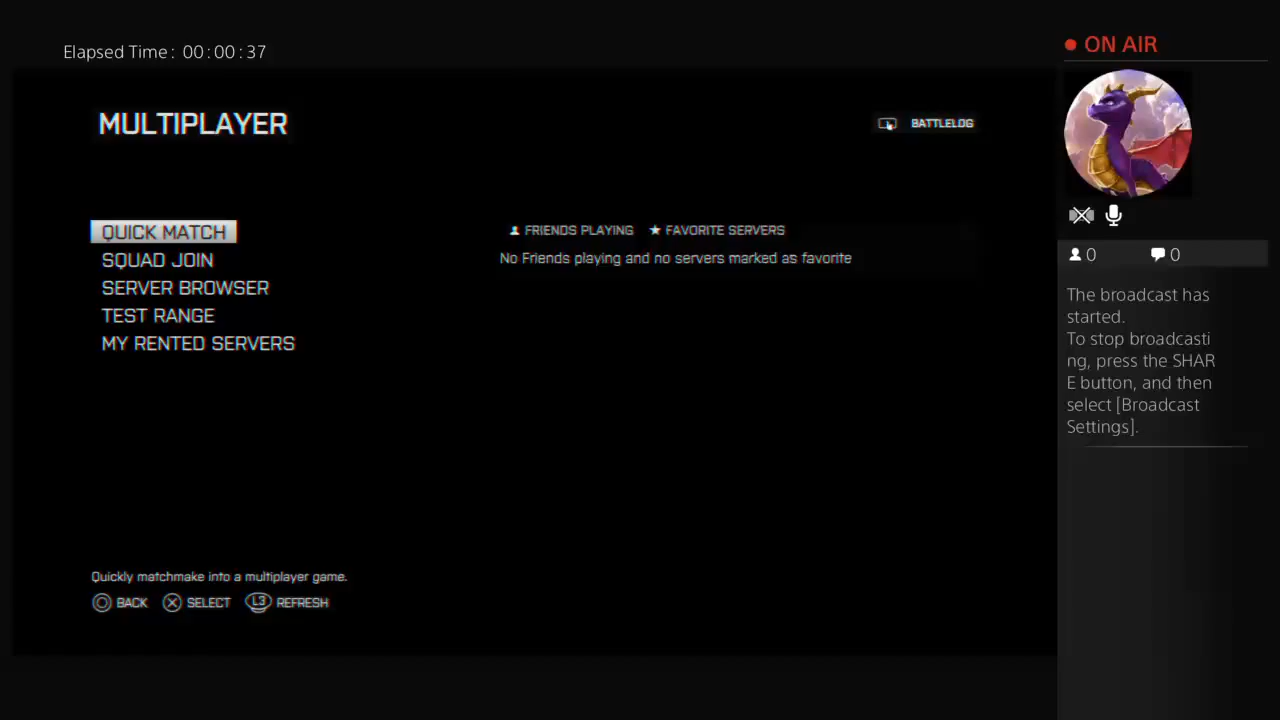 Elapsed Time: 00:00:37
ON AIR
MULTIPLAYER
BATTLELOG
QUICK MATCH
SQUAD JOIN
SERVER BROWSER
TEST RANGE
MY RENTED SERVERS
FRIENDS PLAYING FAVORITE SERVERS
No Friends playing and no servers marked as favorite
0 0
The broadcast has
started.
To stop broadcasti
ng, press the SHAR
E button, and then
select [Broadcast
Settings].
Quickly matchmake into a multiplayer game.
BACK SELECT L3 REFRESH